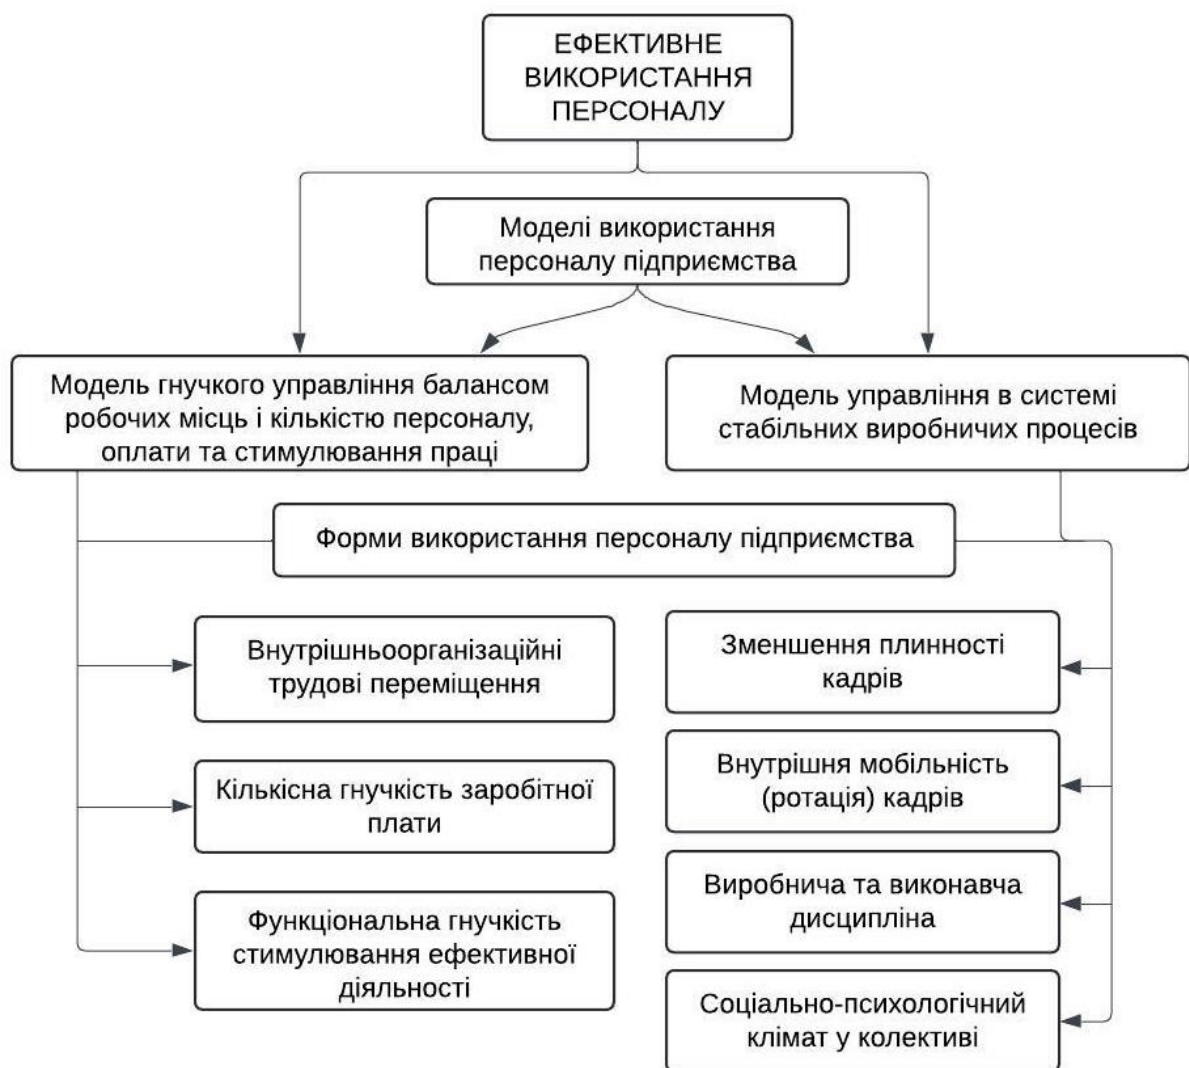 ЕФЕКТИВНЕ
ВИКОРИСТАННЯ
ПЕРСОНАЛУ
Моделі використання
персоналу підприємства
Модель гнучкого управління балансом
робочих місць і кількістю персоналу,
оплати та стимулювання праці
Модель управління в системі
стабільних виробничих процесів
Форми використання персоналу підприємства
Внутрішньоорганізаційні
трудові переміщення
Кількісна гнучкість заробітної
плати
Функціональна гнучкість
стимулювання ефективної
діяльності
Зменшення плинності
кадрів
Внутрішня мобільність
(ротація) кадрів
Виробнича та виконавча
дисципліна
Соціально-психологічний
клімат у колективі